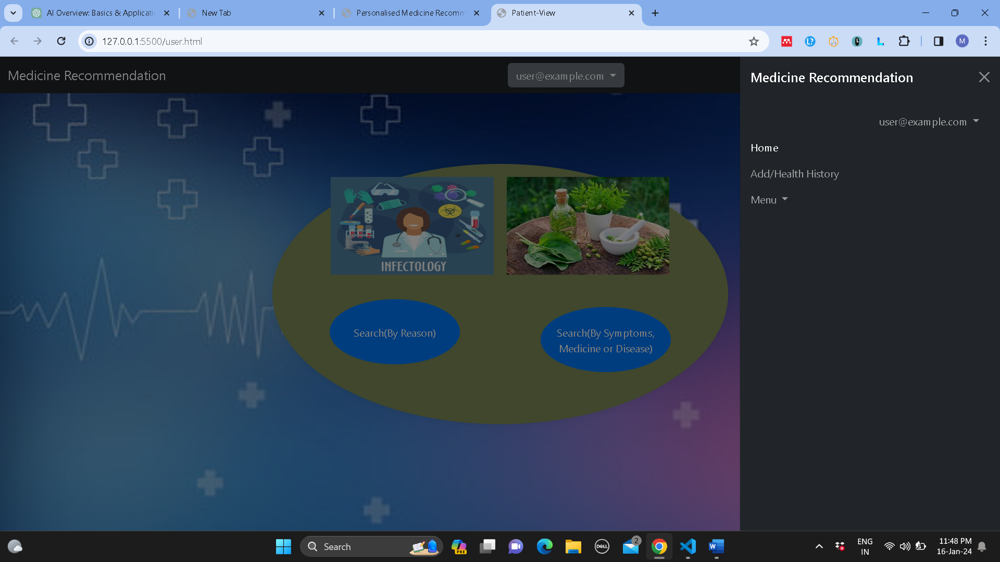 AI Overview: Basics & Applicati
New Tab
Personalised Medicine Recomm
Patient-View
127.0.0.1:5500/user.html
M
Medicine Recommendation
user@example.com
Medicine Recommendation
user@example.com
Home
Add/Health History
Menu
INFECTOLOGY
Search(By Reason)
Search(By Symptoms,
Medicine or Disease)
Search
PRE
DELL
2
ENG
IN
11:48 PM
16-Jan-24